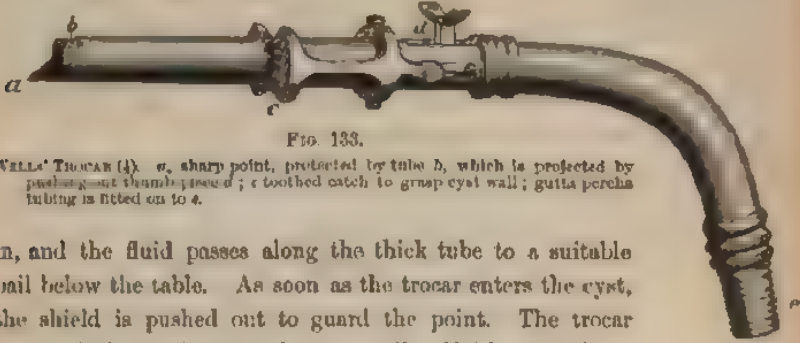 b
a
d
c
e
FIG. 133.
WELLS' TROCAR (½). a, sharp point, protected by tube b, which is projected by
pushing out thumb piece d ; c toothed catch to grasp cyst wall ; gutta percha
tubing is fitted on to e.
n, and the fluid passes along the thick tube to a suitable
pail below the table. As soon as the trocar enters the cyst,
the shield is pushed out to guard the point. The trocar